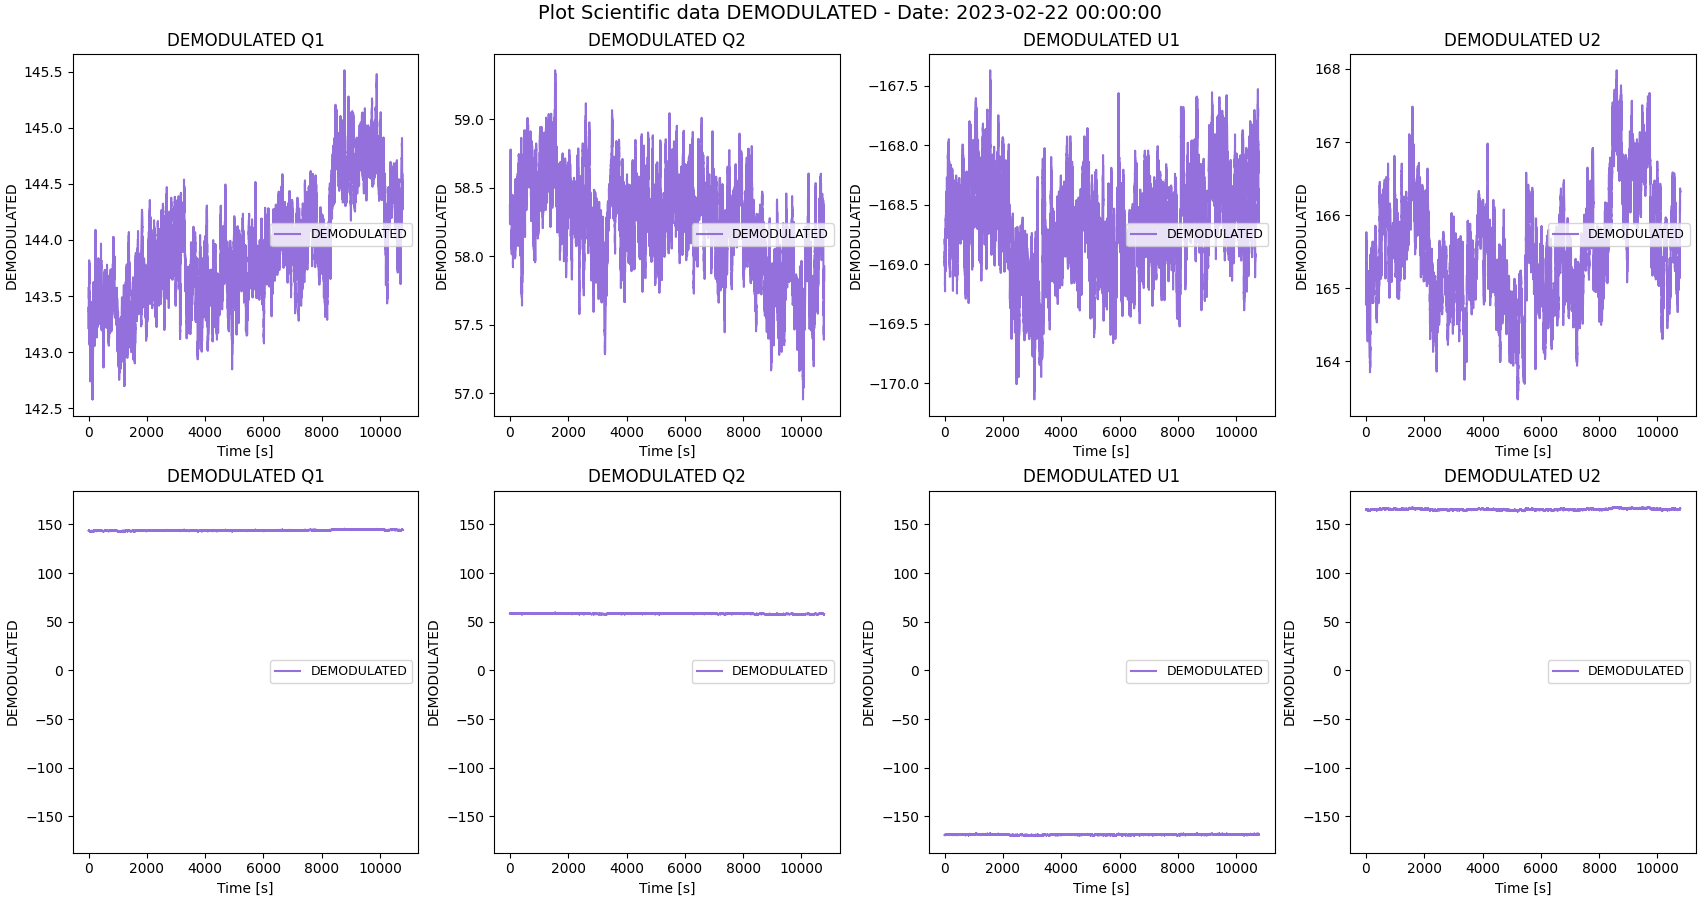 Plot Scientific data DEMODULATED - Date: 2023-02-22 00:00:00
DEMODULATED Q1
DEMODULATED
145.5
145.0
144.5
144.0
143.5
143.0
142.5
DEMODULATED
0 2000 4000 6000 8000 10000
Time [s]
DEMODULATED Q2
DEMODULATED
59.0
58.5
58.0
57.5
57.0
DEMODULATED
0 2000 4000 6000 8000 10000
Time [s]
DEMODULATED U1
DEMODULATED
−167.5
−168.0
−168.5
−169.0
−169.5
−170.0
DEMODULATED
0 2000 4000 6000 8000 10000
Time [s]
DEMODULATED U2
DEMODULATED
168
167
166
165
164
DEMODULATED
0 2000 4000 6000 8000 10000
Time [s]
DEMODULATED Q1
DEMODULATED
150
100
50
0
−50
−100
−150
DEMODULATED
0 2000 4000 6000 8000 10000
Time [s]
DEMODULATED Q2
DEMODULATED
150
100
50
0
−50
−100
−150
DEMODULATED
0 2000 4000 6000 8000 10000
Time [s]
DEMODULATED U1
DEMODULATED
150
100
50
0
−50
−100
−150
DEMODULATED
0 2000 4000 6000 8000 10000
Time [s]
DEMODULATED U2
DEMODULATED
150
100
50
0
−50
−100
−150
DEMODULATED
0 2000 4000 6000 8000 10000
Time [s]